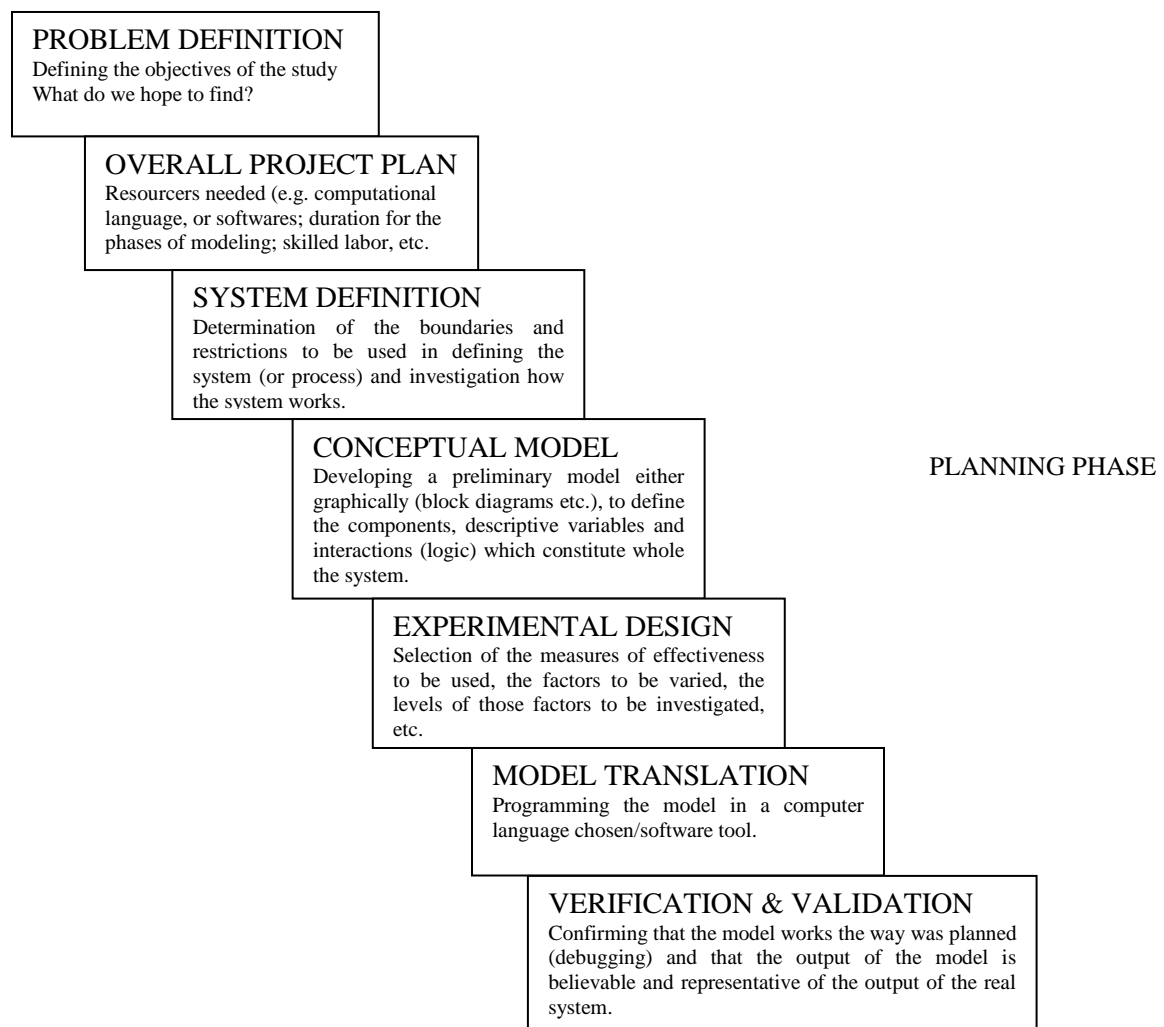 PROBLEM DEFINITION
Defining the objectives of the study
What do we hope to find?
OVERALL PROJECT PLAN
Resourcers needed (e.g. computational
language, or softwares; duration for the
phases of modeling; skilled labor, etc.
SYSTEM DEFINITION
Determination of the boundaries and
restrictions to be used in defining the
system (or process) and investigation how
the system works.
CONCEPTUAL MODEL
Developing a preliminary model either
graphically (block diagrams etc.), to define
the components, descriptive variables and
interactions (logic) which constitute whole
the system.
PLANNING PHASE
EXPERIMENTAL DESIGN
Selection of the measures of effectiveness
to be used, the factors to be varied, the
levels of those factors to be investigated,
etc.
MODEL TRANSLATION
Programming the model in a computer
language chosen/software tool.
VERIFICATION & VALIDATION
Confirming that the model works the way was planned
(debugging) and that the output of the model is
believable and representative of the output of the real
system.